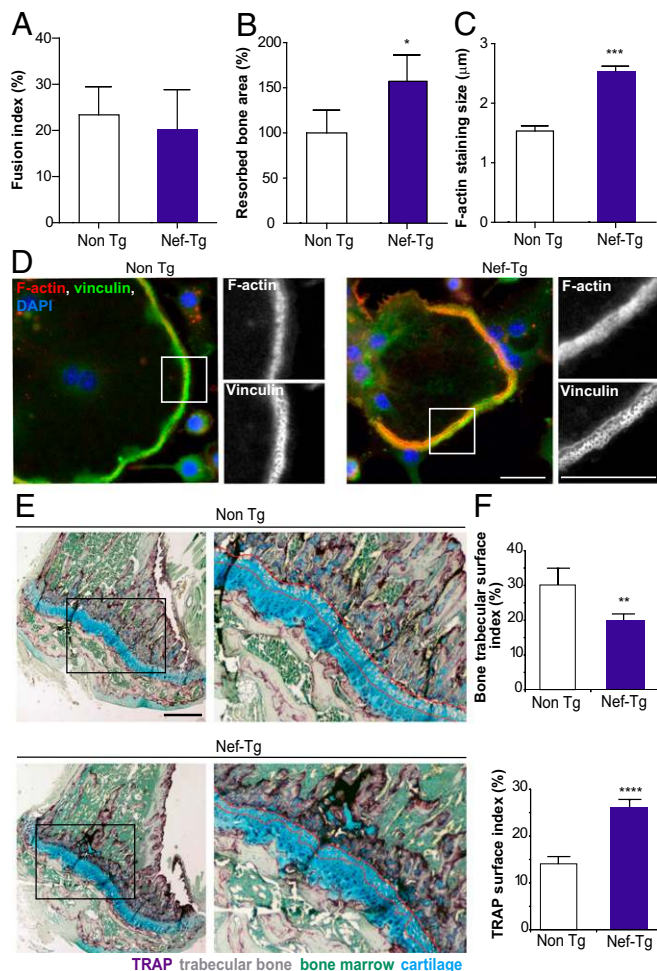 A
Fusion index (%)
40
30
20
10
0
Non Tg
Nef-Tg
B
Resorbed bone area (%)
200
150
100
50
0
*
Non Tg
Nef-Tg
C
F-actin staining size (μm)
3
2
1
0
***
Non Tg
Nef-Tg
D
Non Tg
F-actin, vinculin,
DAPI
F-actin
Vinculin
Nef-Tg
F-actin
Vinculin
E
Non Tg
Nef-Tg
TRAP trabecular bone bone marrow cartilage
F
Bone trabecular surface
index (%)
40
30
20
10
0
**
Non Tg
Nef-Tg
TRAP surface index (%)
30
20
10
0
****
Non Tg
Nef-Tg